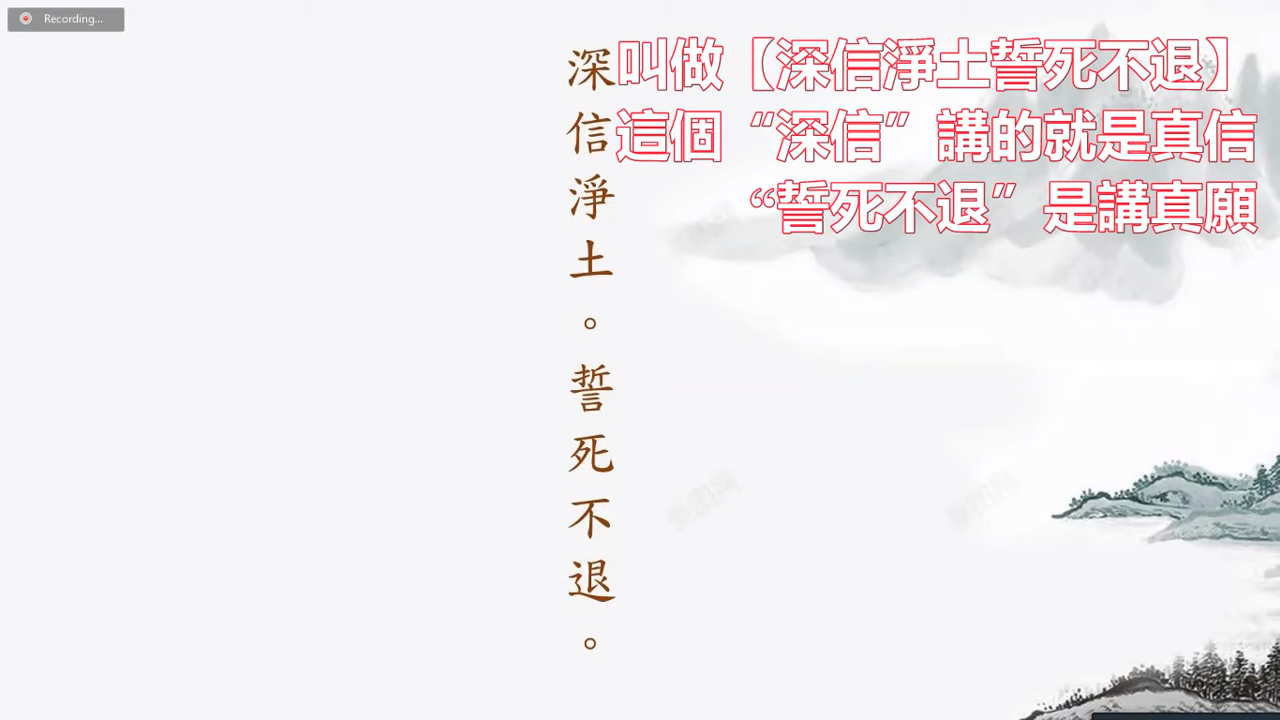 Recording...
叫做【深信淨土誓死不退】
這個“深信”講的就是真信
“誓死不退”是講真願
深信淨土。誓死不退。